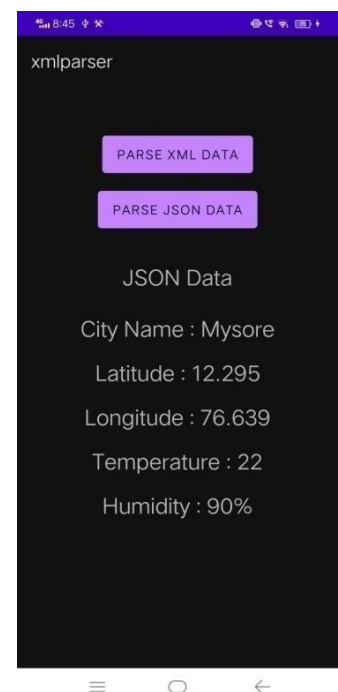 4G 8:45
xmlparser
PARSE XML DATA
PARSE JSON DATA
JSON Data
City Name : Mysore
Latitude : 12.295
Longitude : 76.639
Temperature : 22
Humidity : 90%